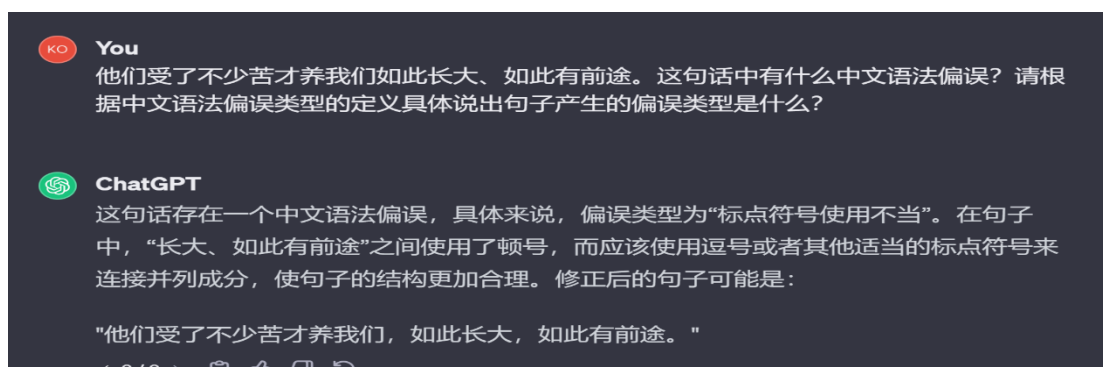 KO
You
他们受了不少苦才养我们如此长大、如此有前途。这句话中有什么中文语法偏误？请根
据中文语法偏误类型的定义具体说出句子产生的偏误类型是什么？
ChatGPT
这句话存在一个中文语法偏误，具体来说，偏误类型为“标点符号使用不当”。在句子
中，“长大、如此有前途”之间使用了顿号，而应该使用逗号或者其他适当的标点符号来
连接并列成分，使句子的结构更加合理。修正后的句子可能是：
"他们受了不少苦才养我们，如此长大，如此有前途。"